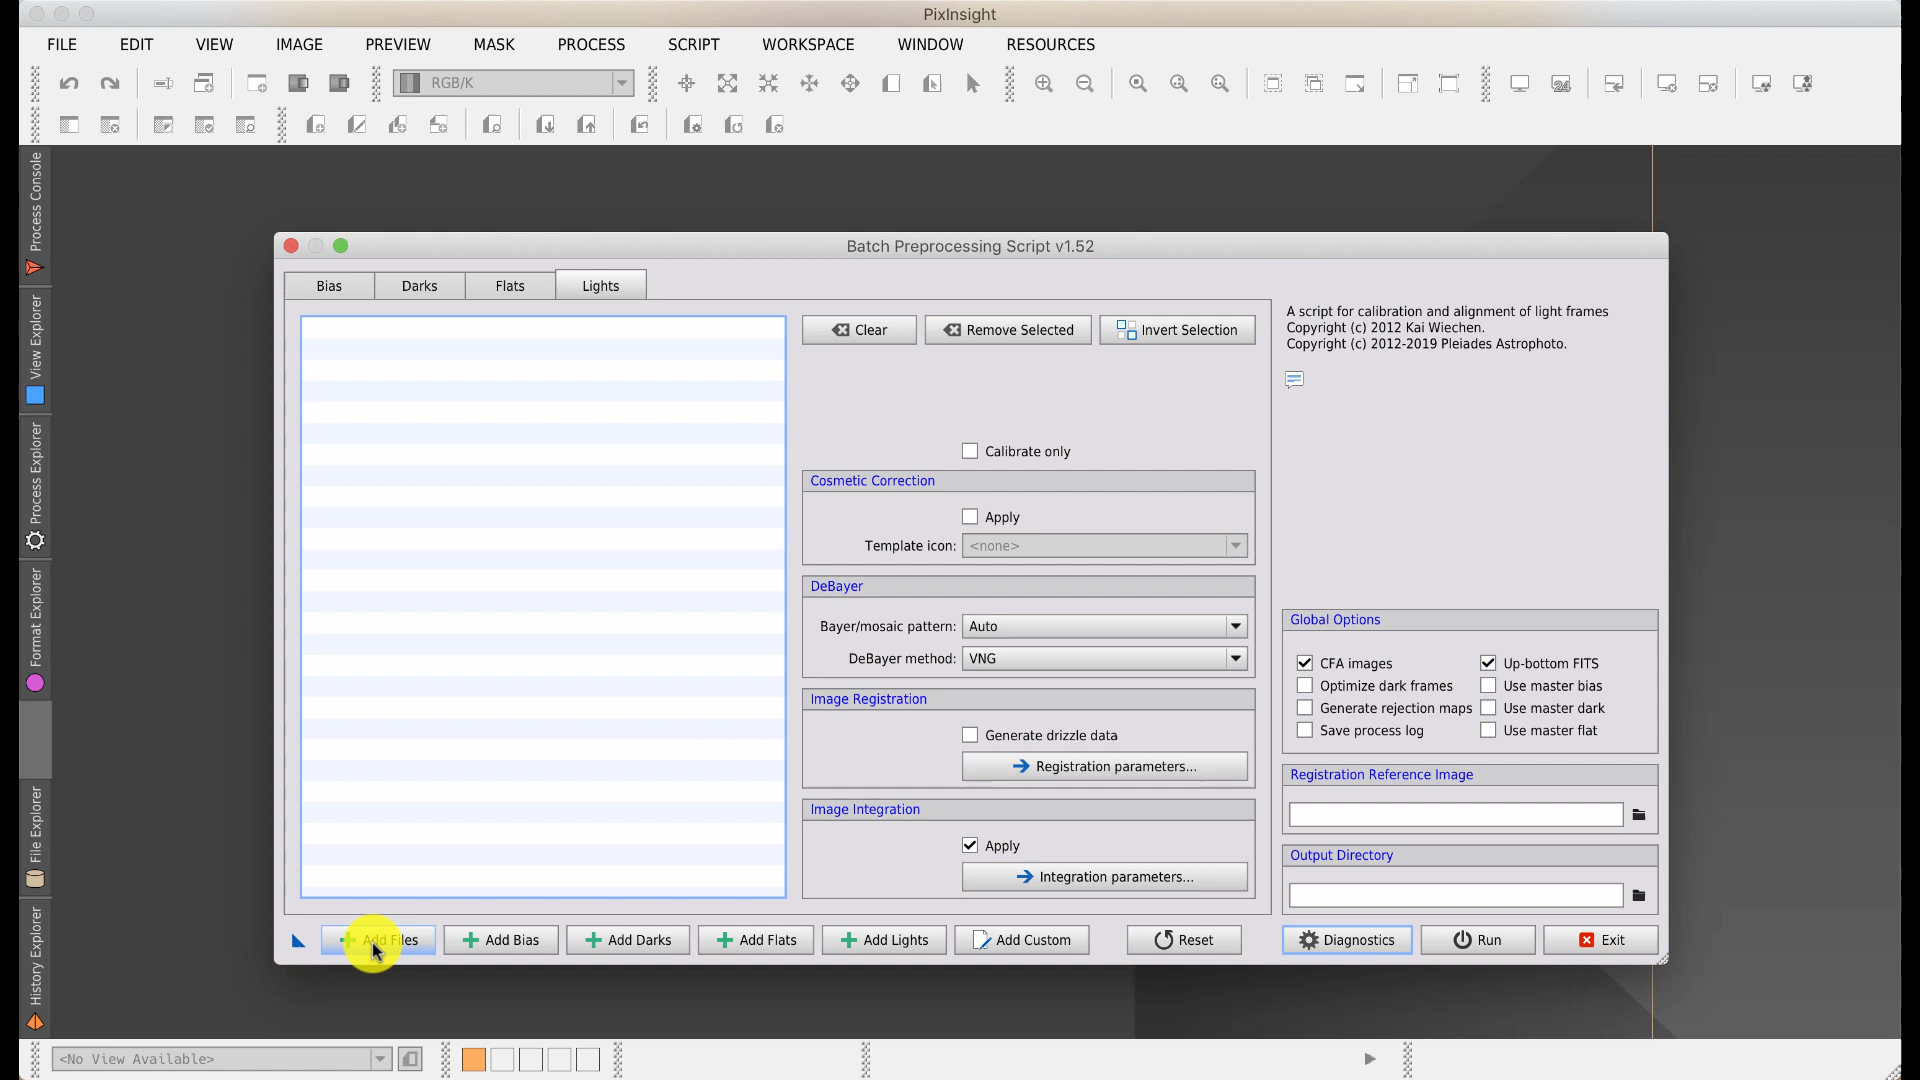 PixInsight
FILE EDIT VIEW IMAGE PREVIEW MASK PROCESS SCRIPT WORKSPACE WINDOW RESOURCES
RGB/K
24
Process Console
View Explorer
Process Explorer
Format Explorer
File Explorer
History Explorer
Batch Preprocessing Script v1.52
Bias Darks Flats Lights
Clear Remove Selected Invert Selection
Calibrate only
Cosmetic Correction
Apply
Template icon: <none>
DeBayer
Bayer/mosaic pattern: Auto
DeBayer method: VNG
Image Registration
Generate drizzle data
Registration parameters...
Image Integration
Apply
Integration parameters...
A script for calibration and alignment of light frames
Copyright (c) 2012 Kai Wiechen.
Copyright (c) 2012-2019 Pleiades Astrophoto.
Global Options
CFA images Up-bottom FITS
Optimize dark frames Use master bias
Generate rejection maps Use master dark
Save process log Use master flat
Registration Reference Image
Output Directory
Add Files Add Bias Add Darks Add Flats Add Lights Add Custom Reset Diagnostics Run Exit
<No View Available>